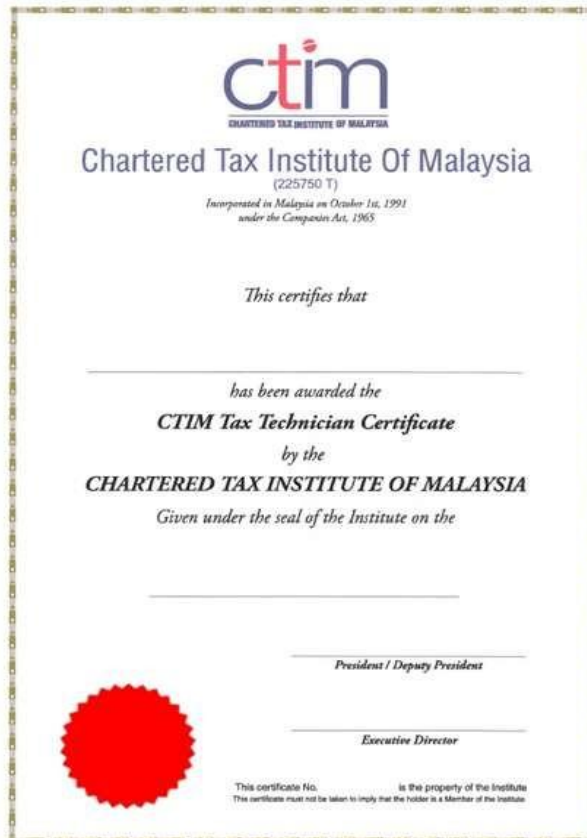 ctim
CHARTERED TAX INSTITUTE OF MALAYSIA
Chartered Tax Institute Of Malaysia
(225750 T)
Incorporated in Malaysia on October 1st, 1991
under the Companies Act, 1965
This certifies that
has been awarded the
CTIM Tax Technician Certificate
by the
CHARTERED TAX INSTITUTE OF MALAYSIA
Given under the seal of the Institute on the
President / Deputy President
Executive Director
This certificate No. is the property of the Institute
This certificate must not be taken to imply that the holder is a Member of the Institute